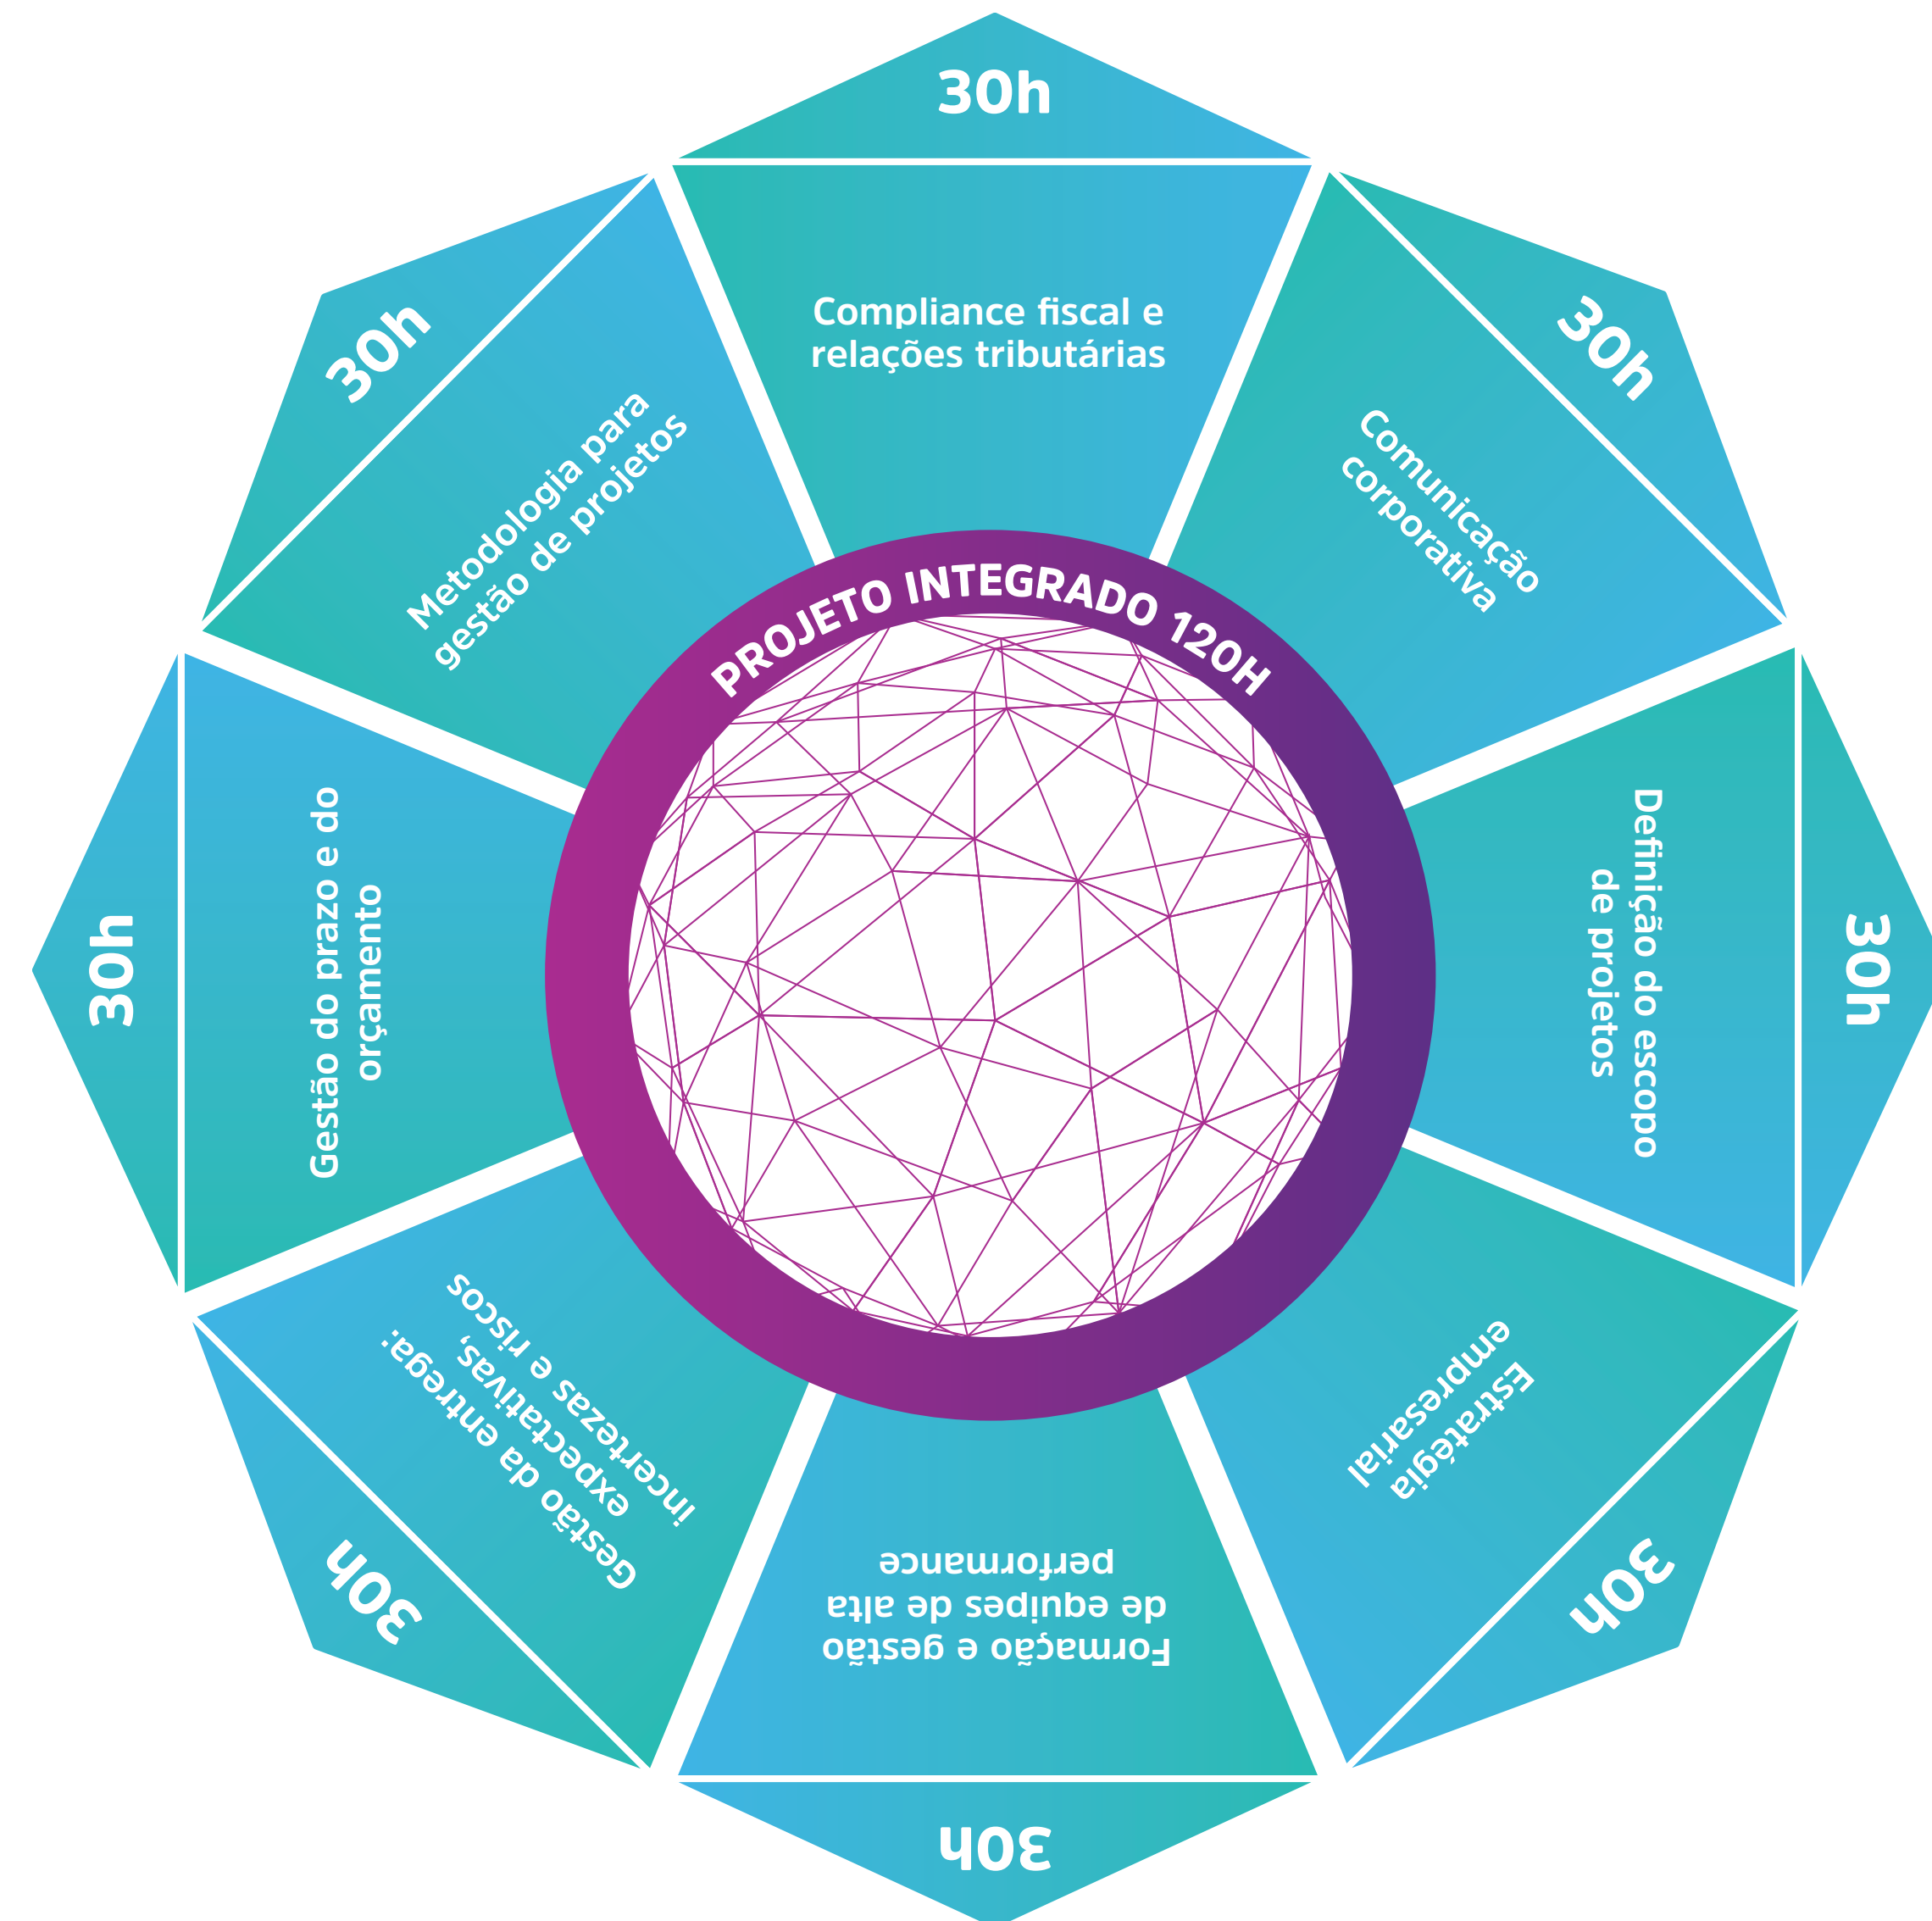 30h
Compliance fiscal e
relações tributárias
30h
Comunicação
corporativa
30h
Definição do escopo
de projetos
30h
Estratégia
empresarial
30h
Formação e gestão
de equipes de alta
performance
30h
Gestão da entrega:
expectativas,
incertezas e riscos
30h
Gestão do prazo e do
orçamento
30h
Metodologia para
gestão de projetos
PROJETO INTEGRADO 120H